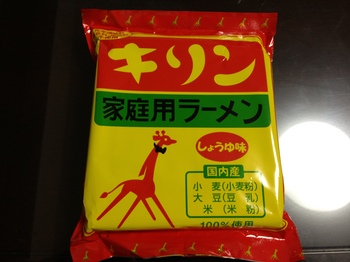 キリン
家庭用ラーメン
しょうゆ味
国内産
小麦(小麦粉)
大豆(豆乳)
米(米粉)
100%使用